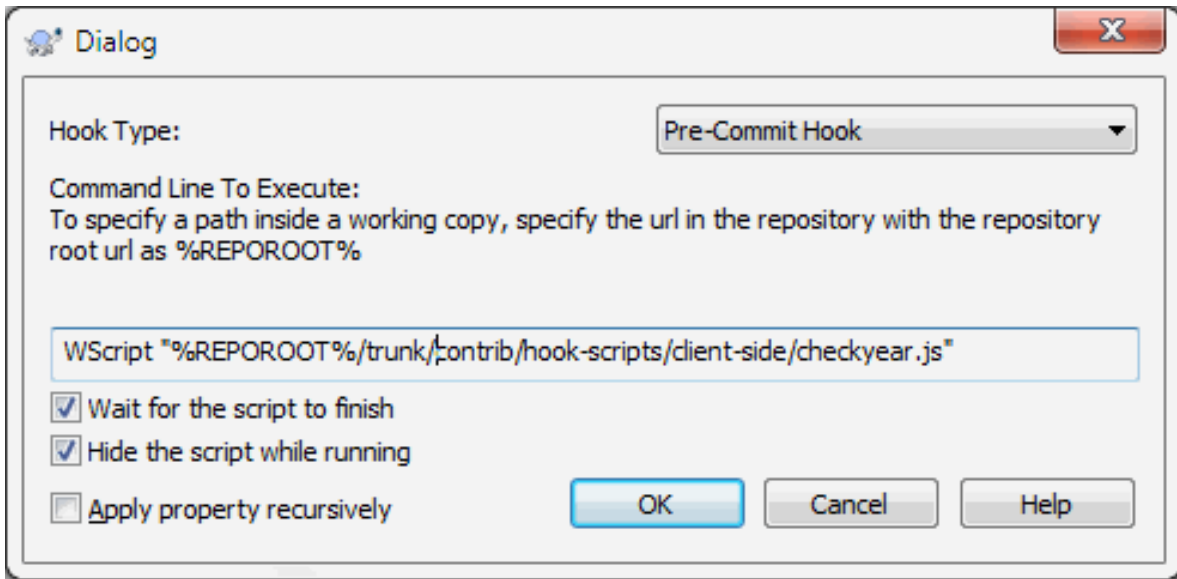 Dialog
Hook Type:
Pre-Commit Hook
Command Line To Execute:
To specify a path inside a working copy, specify the url in the repository with the repository
root url as %REPOROOT%
WScript "%REPOROOT%/trunk/contrib/hook-scripts/client-side/checkyear.js"
Wait for the script to finish
Hide the script while running
Apply property recursively
OK
Cancel
Help